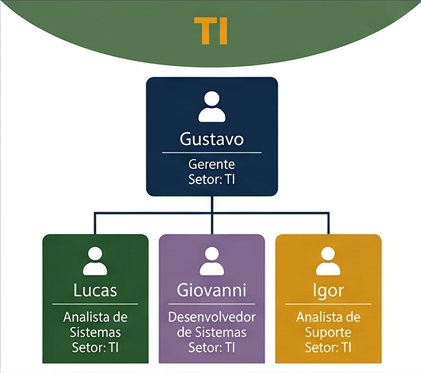 TI
Gustavo
Gerente
Setor: TI
Lucas
Analista de
Sistemas
Setor: TI
Giovanni
Desenvolvedor
de Sistemas
Setor: TI
Igor
Analista de
Suporte
Setor: TI